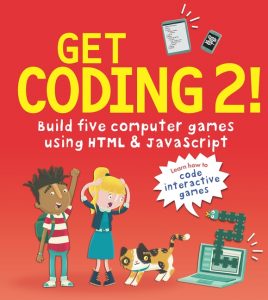 GET
CODING 2!
Build five computer games
using HTML & JavaScript
Learn how to
code
interactive
games